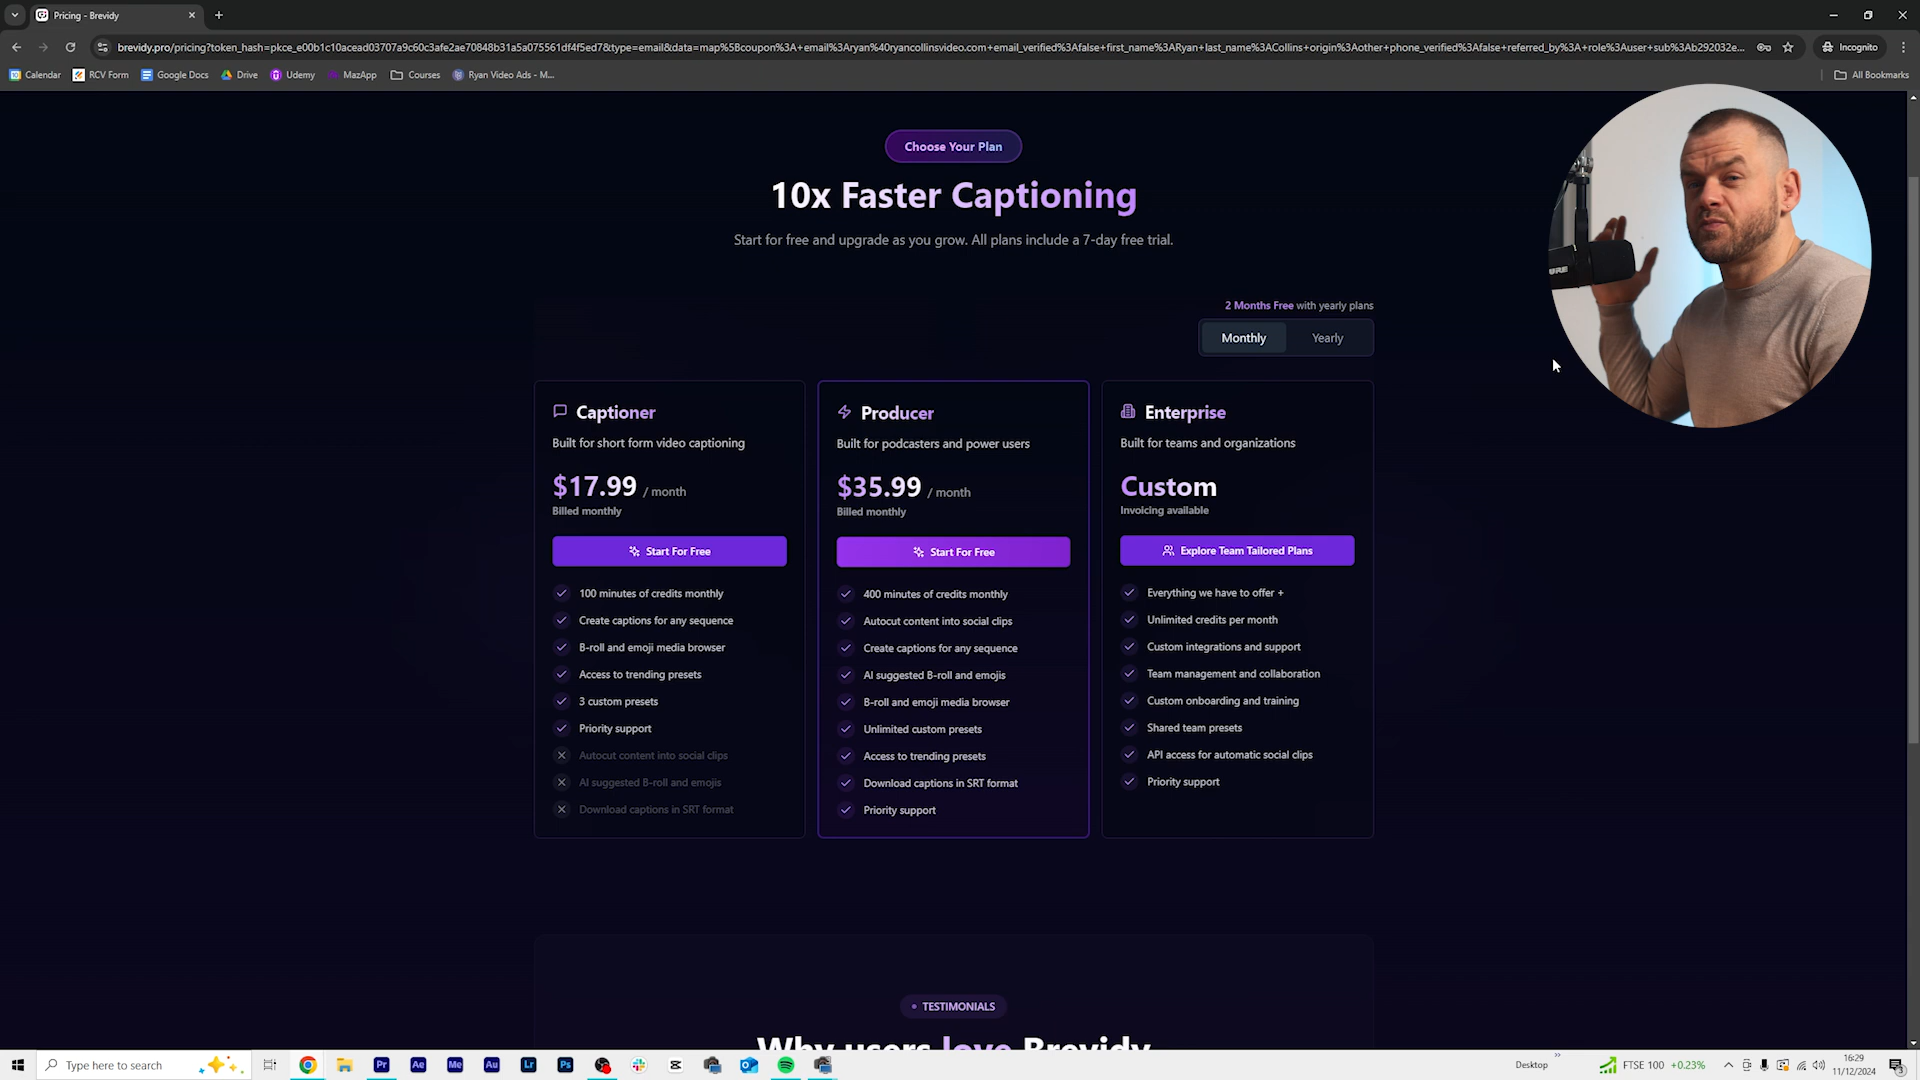 Pricing - Brevidy
brevidy.pro/pricing?token_hash=pkce_e00b1c10acead03707a9c60c3afe2ae70848b31a5a075561df4f5ed7&type=email&data=map%5Bcoupon%3A+email%3Aryan%40ryancollinsvideo.com+email_verified%3Afalse+first_name%3ARyan+last_name%3ACollins+origin%3Aother+phone_verified%3Afalse+referred_by%3A+role%3Auser+sub%3Ab292032e...
Incognito
Calendar
RCV Form
Google Docs
Drive
Udemy
MazApp
Courses
Ryan Video Ads - M...
All Bookmarks
Choose Your Plan
10x Faster Captioning
Start for free and upgrade as you grow. All plans include a 7-day free trial.
2 Months Free with yearly plans
Monthly
Yearly
Captioner
Built for short form video captioning
$17.99 / month
Billed monthly
Start For Free
100 minutes of credits monthly
Create captions for any sequence
B-roll and emoji media browser
Access to trending presets
3 custom presets
Priority support
Autocut content into social clips
AI suggested B-roll and emojis
Download captions in SRT format
Producer
Built for podcasters and power users
$35.99 / month
Billed monthly
Start For Free
400 minutes of credits monthly
Autocut content into social clips
Create captions for any sequence
AI suggested B-roll and emojis
B-roll and emoji media browser
Unlimited custom presets
Access to trending presets
Download captions in SRT format
Priority support
Enterprise
Built for teams and organizations
Custom
Invoicing available
Explore Team Tailored Plans
Everything we have to offer +
Unlimited credits per month
Custom integrations and support
Team management and collaboration
Custom onboarding and training
Shared team presets
API access for automatic social clips
Priority support
TESTIMONIALS
Why users love Brevidy
Type here to search
Pr
Ae
Me
Au
Lr
Ps
Desktop
FTSE 100 +0.23%
16:29
11/12/2024